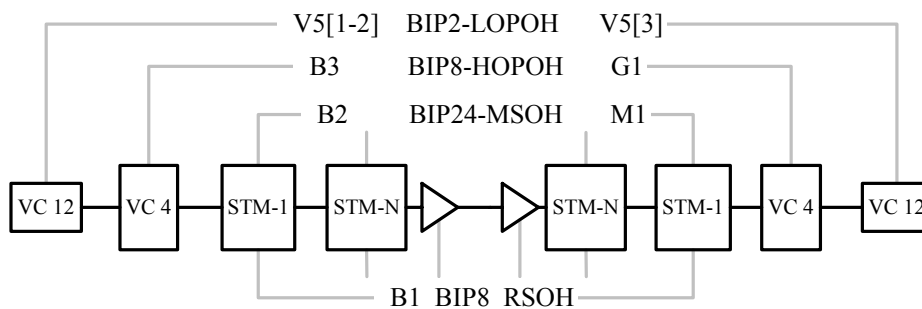 V5[1-2] BIP2-LOPOH V5[3]
B3 BIP8-HOPOH G1
B2 BIP24-MSOH M1
VC 12 VC 4 STM-1 STM-N STM-N STM-1 VC 4 VC 12
B1 BIP8 RSOH